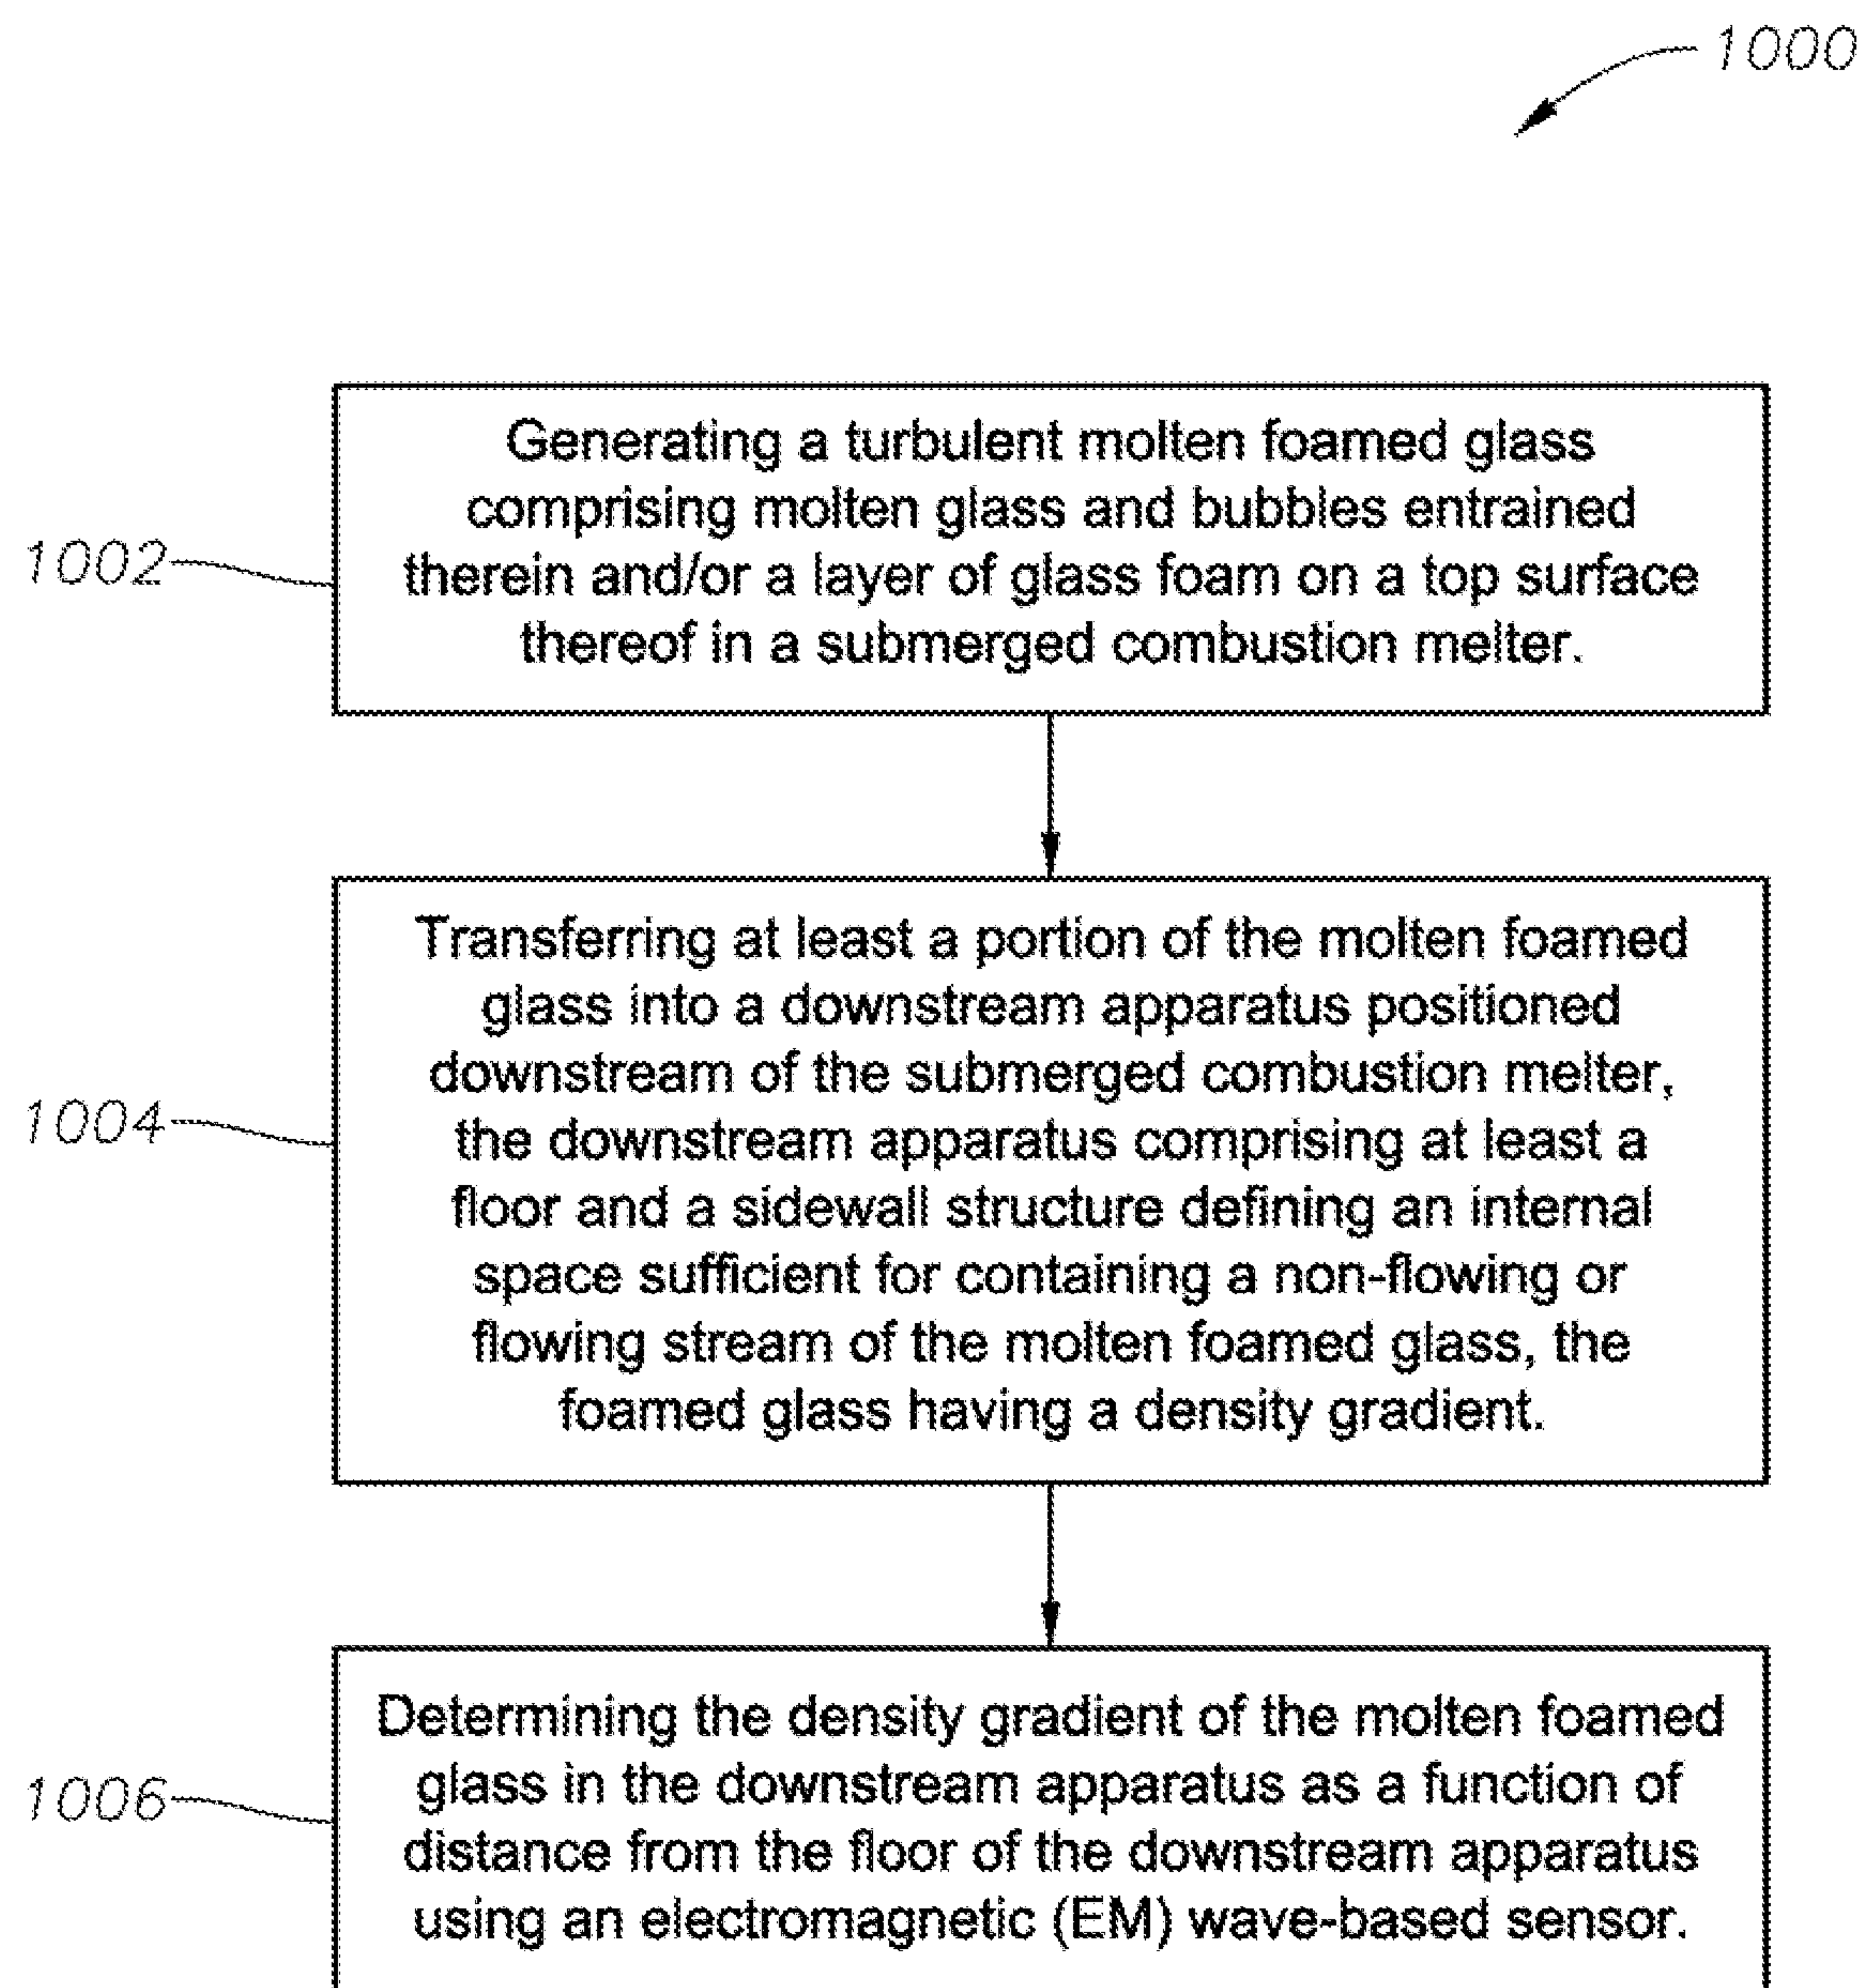 1000
Generating a turbulent molten foamed glass
comprising molten glass and bubbles entrained
therein and/or a layer of glass foam on a top surface
thereof in a submerged combustion melter.
1002
Transferring at least a portion of the molten foamed
glass into a downstream apparatus positioned
downstream of the submerged combustion melter,
the downstream apparatus comprising at least a
floor and a sidewall structure defining an internal
space sufficient for containing a non-flowing or
flowing stream of the molten foamed glass, the
foamed glass having a density gradient.
1004
Determining the density gradient of the molten foamed
glass in the downstream apparatus as a function of
distance from the floor of the downstream apparatus
using an electromagnetic (EM) wave-based sensor.
1006